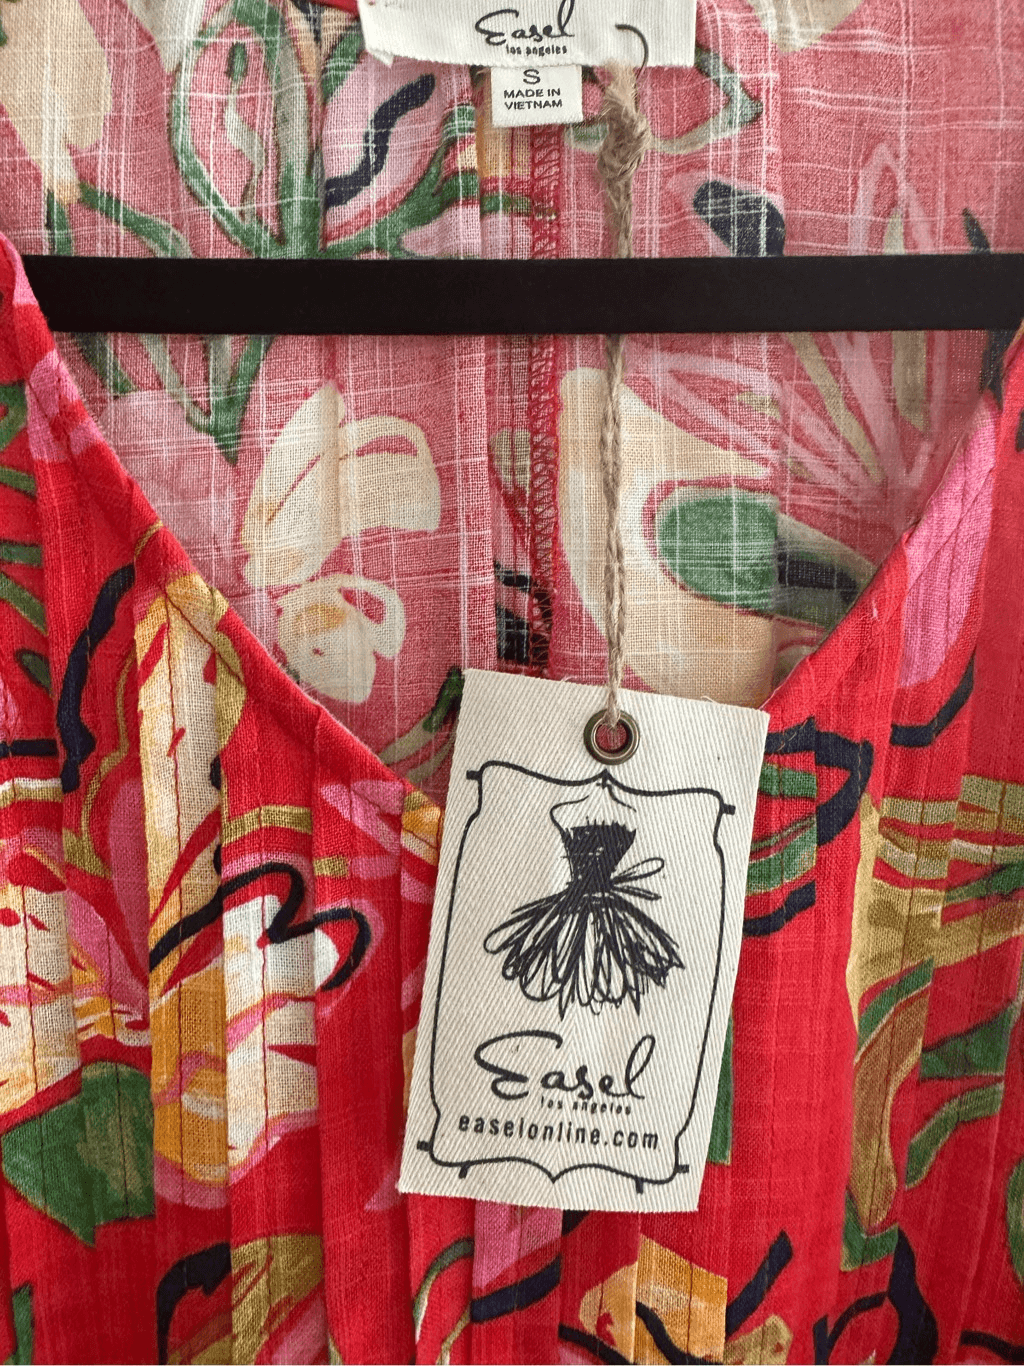 Easel
los angeles
S
MADE IN
VIETNAM
Easel
los angeles
easelonline.com